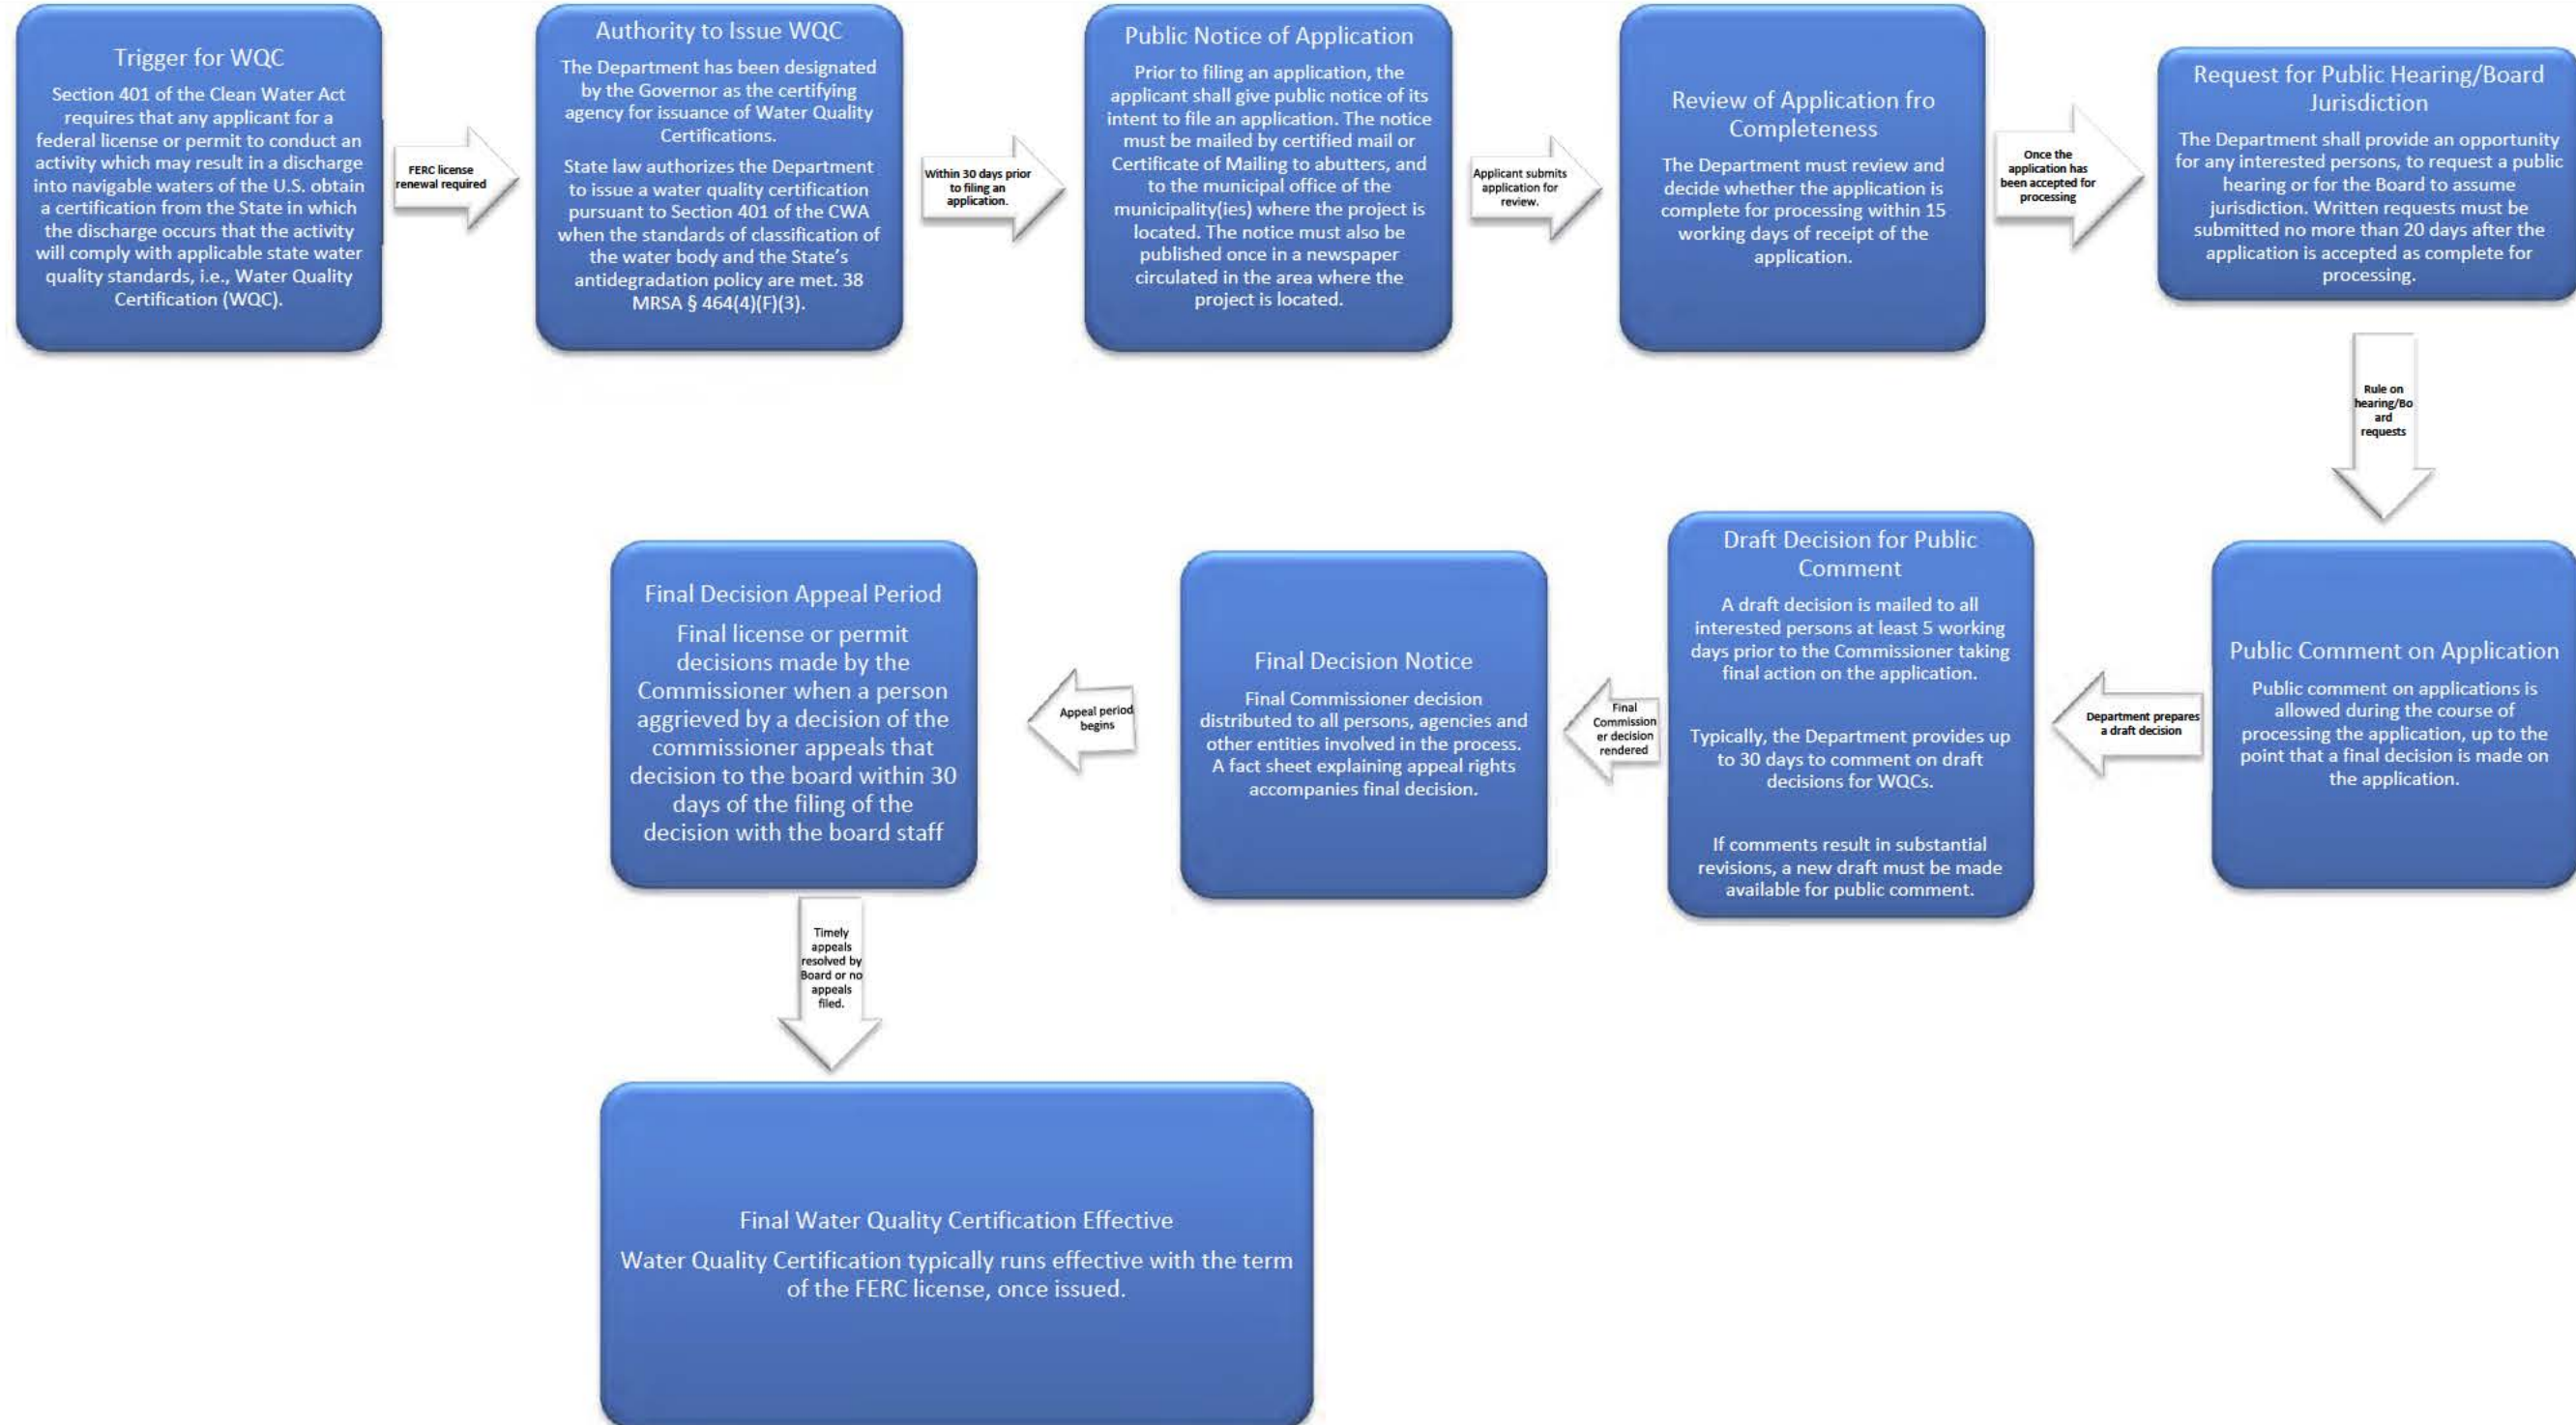 Trigger for WQC
Section 401 of the Clean Water Act
requires that any applicant for a
federal license or permit to conduct an
activity which may result in a discharge
into navigable waters of the U.S. obtain
a certification from the State in which
the discharge occurs that the activity
will comply with applicable state water
quality standards, i.e., Water Quality
Certification (WQC).
FERC license
renewal required
Authority to Issue WQC
The Department has been designated
by the Governor as the certifying
agency for issuance of Water Quality
Certifications.
State law authorizes the Department
to issue a water quality certification
pursuant to Section 401 of the CWA
when the standards of classification of
the water body and the State's
antidegradation policy are met. 38
MRSA § 464(4)(F)(3).
Within 30 days prior
to filing an
application.
Public Notice of Application
Prior to filing an application, the
applicant shall give public notice of its
intent to file an application. The notice
must be mailed by certified mail or
Certificate of Mailing to abutters, and
to the municipal office of the
municipality(ies) where the project is
located. The notice must also be
published once in a newspaper
circulated in the area where the
project is located.
Applicant submits
application for
review.
Review of Application fro
Completeness
The Department must review and
decide whether the application is
complete for processing within 15
working days of receipt of the
application.
Once the
application has
been accepted for
processing
Request for Public Hearing/Board
Jurisdiction
The Department shall provide an opportunity
for any interested persons, to request a public
hearing or for the Board to assume
jurisdiction. Written requests must be
submitted no more than 20 days after the
application is accepted as complete for
processing.
Rule on
hearing/Bo
ard
requests
Public Comment on Application
Public comment on applications is
allowed during the course of
processing the application, up to the
point that a final decision is made on
the application.
Department prepares
a draft decision
Draft Decision for Public
Comment
A draft decision is mailed to all
interested persons at least 5 working
days prior to the Commissioner taking
final action on the application.
Typically, the Department provides up
to 30 days to comment on draft
decisions for WQCs.
If comments result in substantial
revisions, a new draft must be made
available for public comment.
Final
Commission
er decision
rendered
Final Decision Notice
Final Commissioner decision
distributed to all persons, agencies and
other entities involved in the process.
A fact sheet explaining appeal rights
accompanies final decision.
Appeal period
begins
Final Decision Appeal Period
Final license or permit
decisions made by the
Commissioner when a person
aggrieved by a decision of the
commissioner appeals that
decision to the board within 30
days of the filing of the
decision with the board staff
Timely
appeals
resolved by
Board or no
appeals
filed.
Final Water Quality Certification Effective
Water Quality Certification typically runs effective with the term
of the FERC license, once issued.